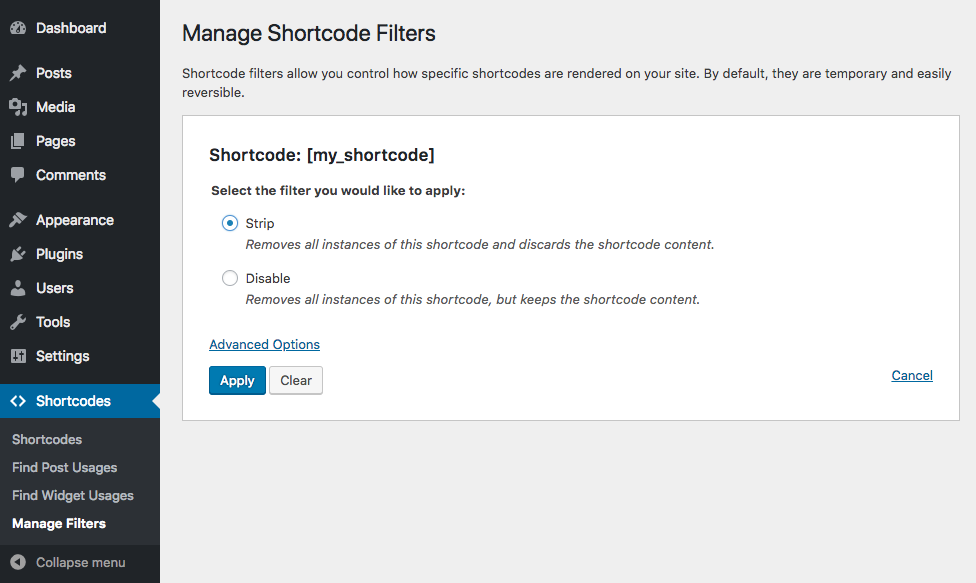 Dashboard
Posts
Media
Pages
Comments
Appearance
Plugins
Users
Tools
Settings
Shortcodes
Shortcodes
Find Post Usages
Find Widget Usages
Manage Filters
Collapse menu
Manage Shortcode Filters
Shortcode filters allow you control how specific shortcodes are rendered on your site. By default, they are temporary and easily
reversible.
Shortcode: [my_shortcode]
Select the filter you would like to apply:
Strip
Removes all instances of this shortcode and discards the shortcode content.
Disable
Removes all instances of this shortcode, but keeps the shortcode content.
Advanced Options
Apply Clear
Cancel